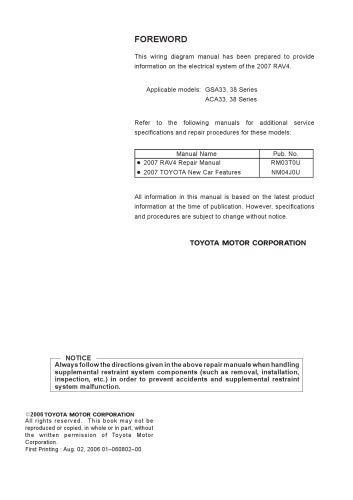 FOREWORD
This wiring diagram manual has been prepared to provide
information on the electrical system of the 2007 RAV4.
Applicable models: GSA33, 38 Series
ACA33, 38 Series
Refer to the following manuals for additional service
specifications and repair procedures for these models:
Manual Name Pub. No.
● 2007 RAV4 Repair Manual RM03T0U
● 2007 TOYOTA New Car Features NM04J0U
All information in this manual is based on the latest product
information at the time of publication. However, specifications
and procedures are subject to change without notice.
TOYOTA MOTOR CORPORATION
NOTICE
Always follow the directions given in the above repair manuals when handling
supplemental restraint system components (such as removal, installation,
inspection, etc.) in order to prevent accidents and supplemental restraint
system malfunction.
©2006 TOYOTA MOTOR CORPORATION
All rights reserved. This book may not be
reproduced or copied, in whole or in part, without
the written permission of Toyota Motor
Corporation.
First Printing : Aug. 02, 2006 01–060802–00